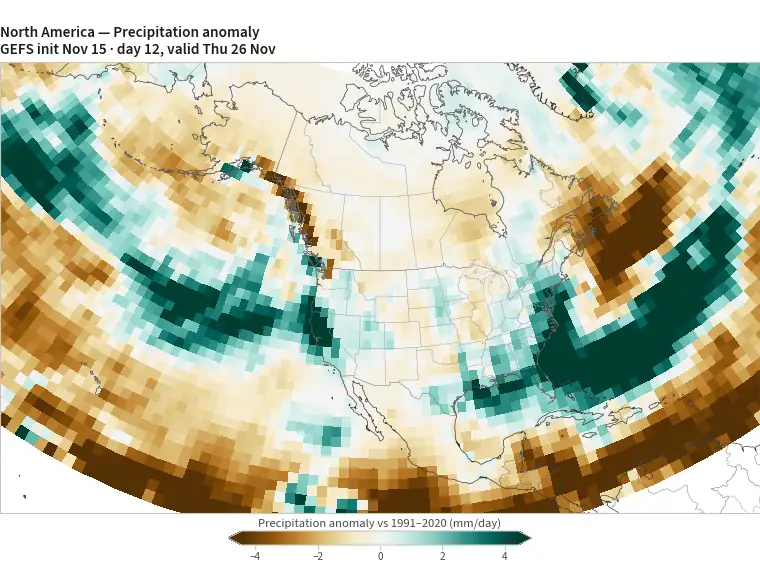 North America — Precipitation anomaly
GEFS init Nov 15 · day 12, valid Thu 26 Nov
Precipitation anomaly vs 1991–2020 (mm/day)
−4 −2 0 2 4